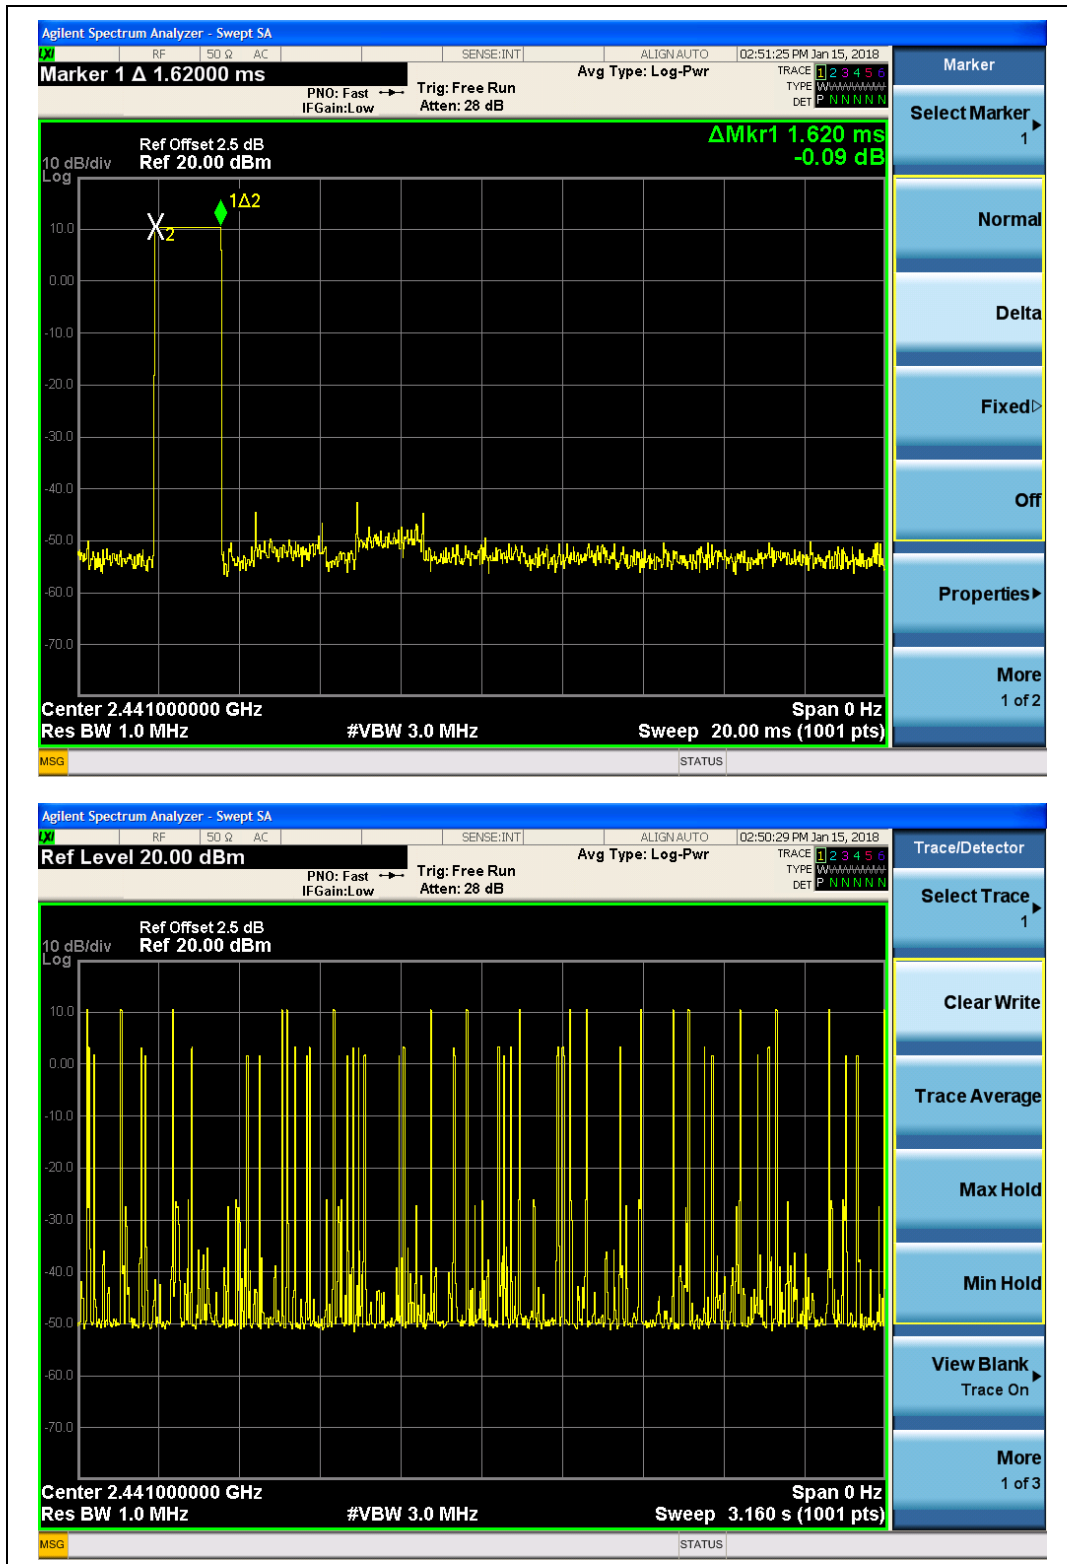 Agilent Spectrum Analyzer - Swept SA
LXI RF 50 Ω AC SENSE:INT ALIGN AUTO 02:51:25 PM Jan 15, 2018
Marker 1 Δ 1.62000 ms
PNO: Fast
IFGain:Low
Trig: Free Run
Atten: 28 dB
Avg Type: Log-Pwr
TRACE 1 2 3 4 5 6
TYPE
DET P N N N N N
Ref Offset 2.5 dB
10 dB/div Ref 20.00 dBm
Log
ΔMkr1 1.620 ms
-0.09 dB
1Δ2
X2
10.0
0.00
-10.0
-20.0
-30.0
-40.0
-50.0
-60.0
-70.0
Center 2.441000000 GHz Span 0 Hz
Res BW 1.0 MHz #VBW 3.0 MHz Sweep 20.00 ms (1001 pts)
MSG STATUS
Marker
Select Marker
1
Normal
Delta
Fixed
Off
Properties
More
1 of 2
Agilent Spectrum Analyzer - Swept SA
LXI RF 50 Ω AC SENSE:INT ALIGN AUTO 02:50:29 PM Jan 15, 2018
Ref Level 20.00 dBm
PNO: Fast
IFGain:Low
Trig: Free Run
Atten: 28 dB
Avg Type: Log-Pwr
TRACE 1 2 3 4 5 6
TYPE
DET P N N N N N
Ref Offset 2.5 dB
10 dB/div Ref 20.00 dBm
Log
10.0
0.00
-10.0
-20.0
-30.0
-40.0
-50.0
-60.0
-70.0
Center 2.441000000 GHz Span 0 Hz
Res BW 1.0 MHz #VBW 3.0 MHz Sweep 3.160 s (1001 pts)
MSG STATUS
Trace/Detector
Select Trace
1
Clear Write
Trace Average
Max Hold
Min Hold
View Blank
Trace On
More
1 of 3